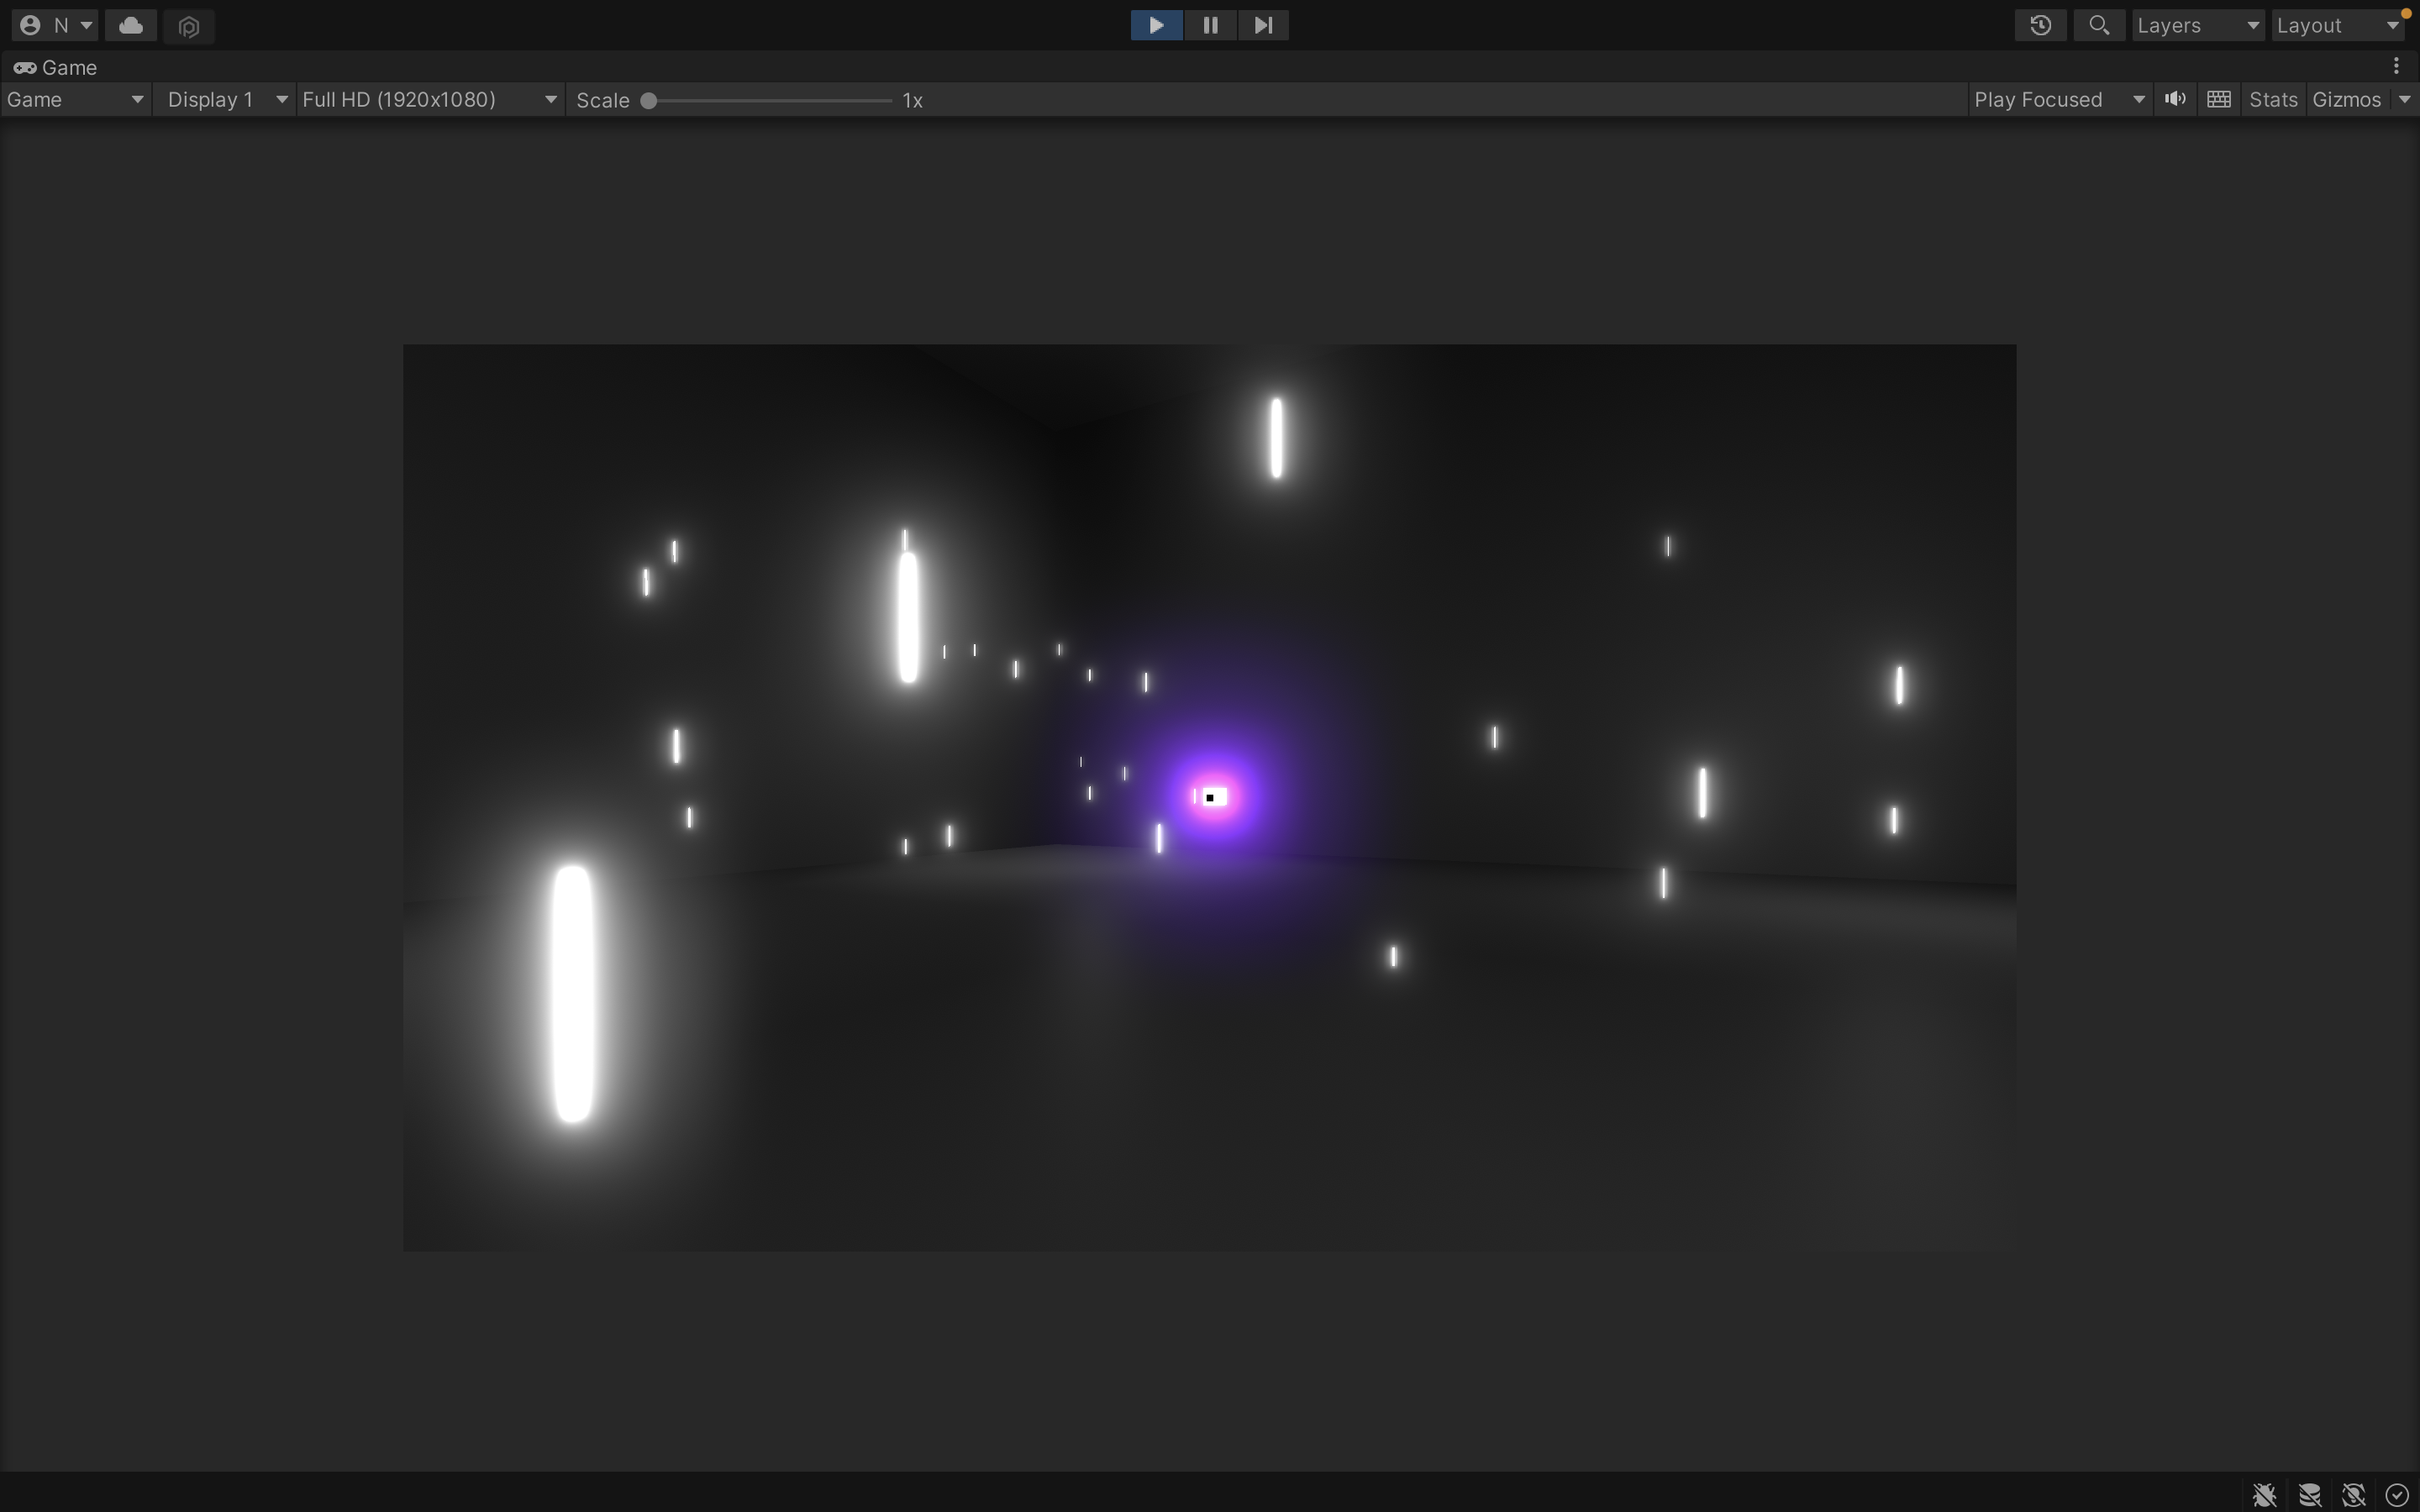 N Layers Layout
Game
Game Display 1 Full HD (1920x1080) Scale 1x Play Focused Stats Gizmos